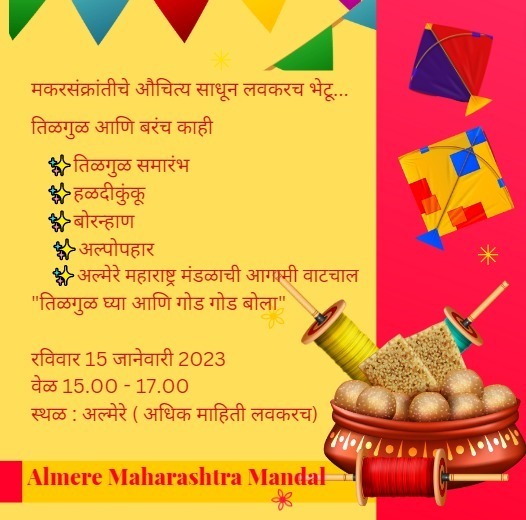 मकरसंक्रांतीचे औचित्य साधून लवकरच भेटू...
तिळगुळ आणि बरंच काही
तिळगुळ समारंभ
हळदीकुंकू
बोरन्हाण
अल्पोपहार
अल्मेरे महाराष्ट्र मंडळाची आगामी वाटचाल
"तिळगुळ घ्या आणि गोड गोड बोला"
रविवार 15 जानेवारी 2023
वेळ 15.00 - 17.00
स्थळ : अल्मेरे ( अधिक माहिती लवकरच)
Almere Maharashtra Mandal